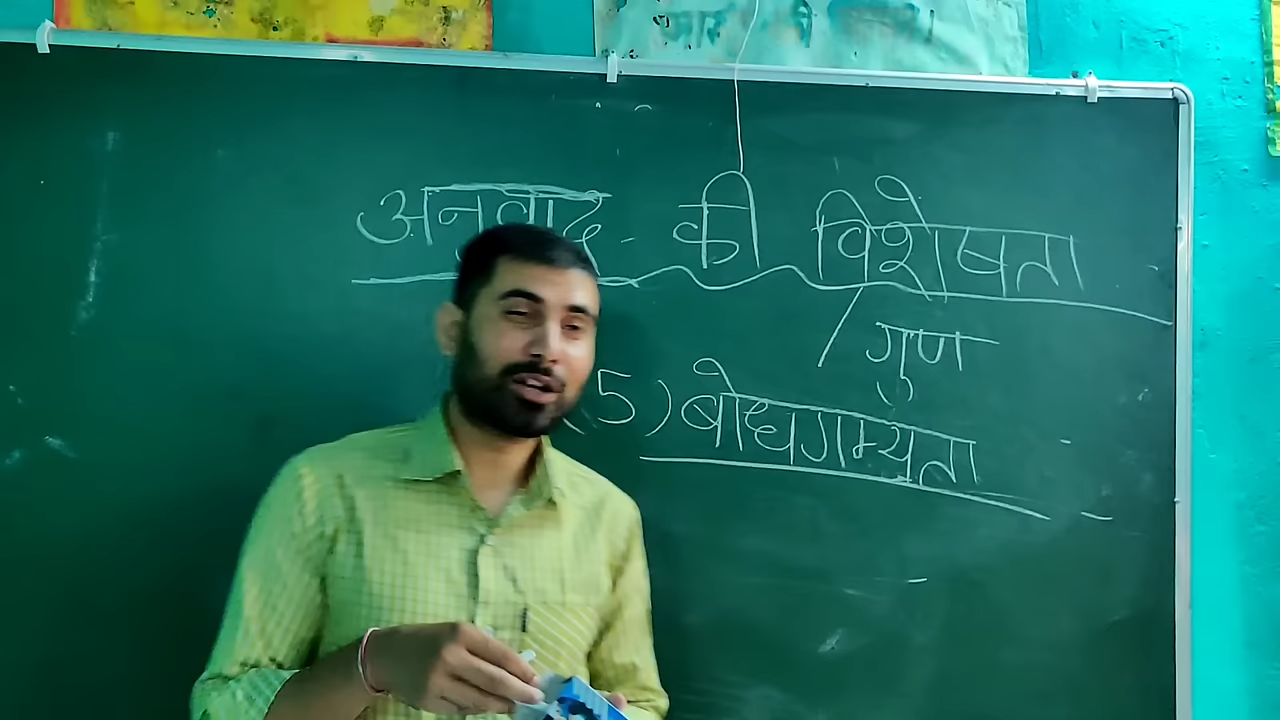 अनुवाद - की विशेषता
/ गुण
(5) बोधगम्यता